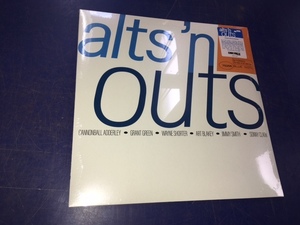 alts'n
outs
CANNONBALL ADDERLEY GRANT GREEN WAYNE SHORTER ART BLAKEY JIMMY SMITH SONNY CLARK